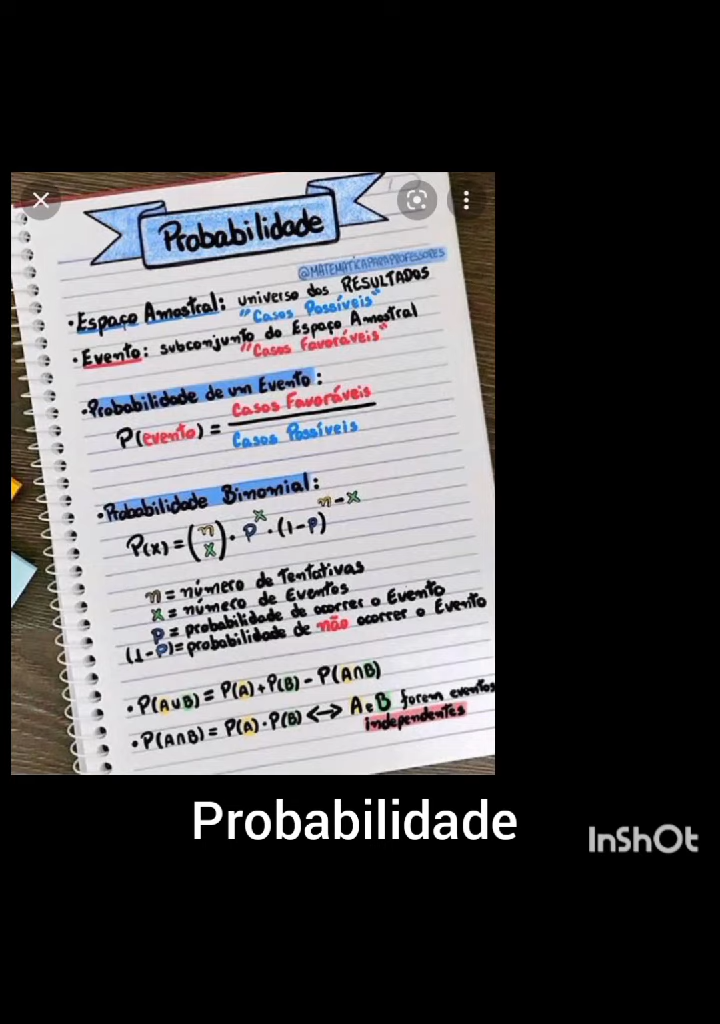 Probabilidade
@MATEMATICAPARAPROFESSORES
• Espaço Amostral: universo dos RESULTADOS
"Casos Possíveis"
• Evento: subconjunto do Espaço Amostral
"Casos Favoráveis"
• Probabilidade de um Evento:
P(evento) = Casos Favoráveis
Casos Possíveis
• Probabilidade Binomial:
P(x) = (n x) · p^x · (1-p)^n-x
n = número de Tentativas
x = número de Eventos
p = probabilidade de ocorrer o Evento
(1-p) = probabilidade de não ocorrer o Evento
• P(A∪B) = P(A) + P(B) - P(A∩B)
• P(A∩B) = P(A) · P(B) <-> A e B forem eventos
independentes
Probabilidade
InShOt